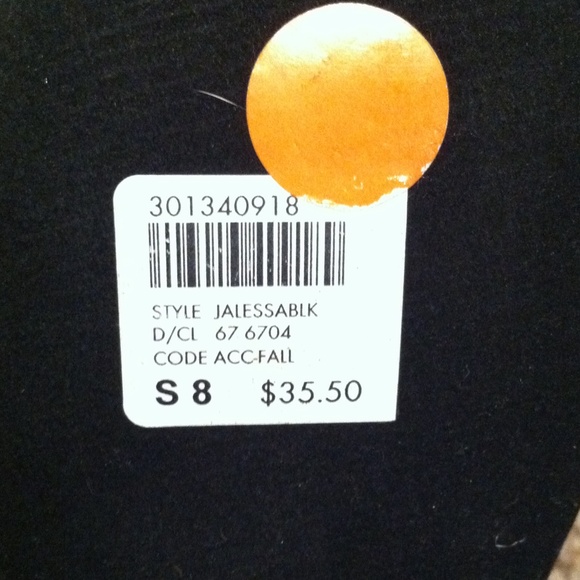 301340918
STYLE JALESSABLK
D/CL 67 6704
CODE ACC-FALL
S 8 $35.50